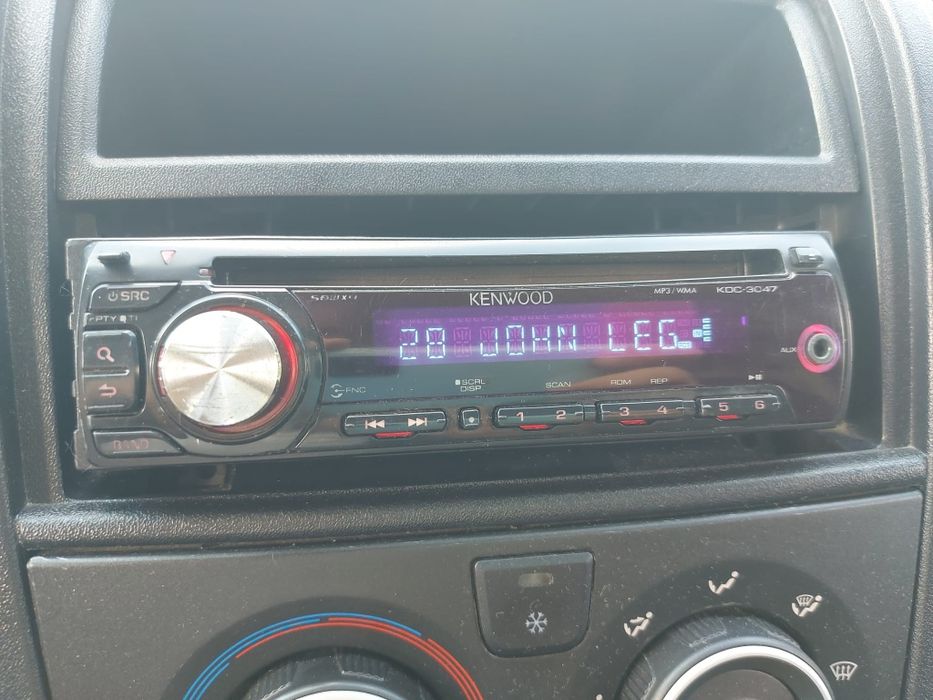 SRC
KENWOOD
MP3 / WMA
KDC-3047
PTY TI
28 JOHN LEG
AUX
FNC
SCRL
DISP
SCAN
RDM
REP
1 2
3 4
5 6
BAND